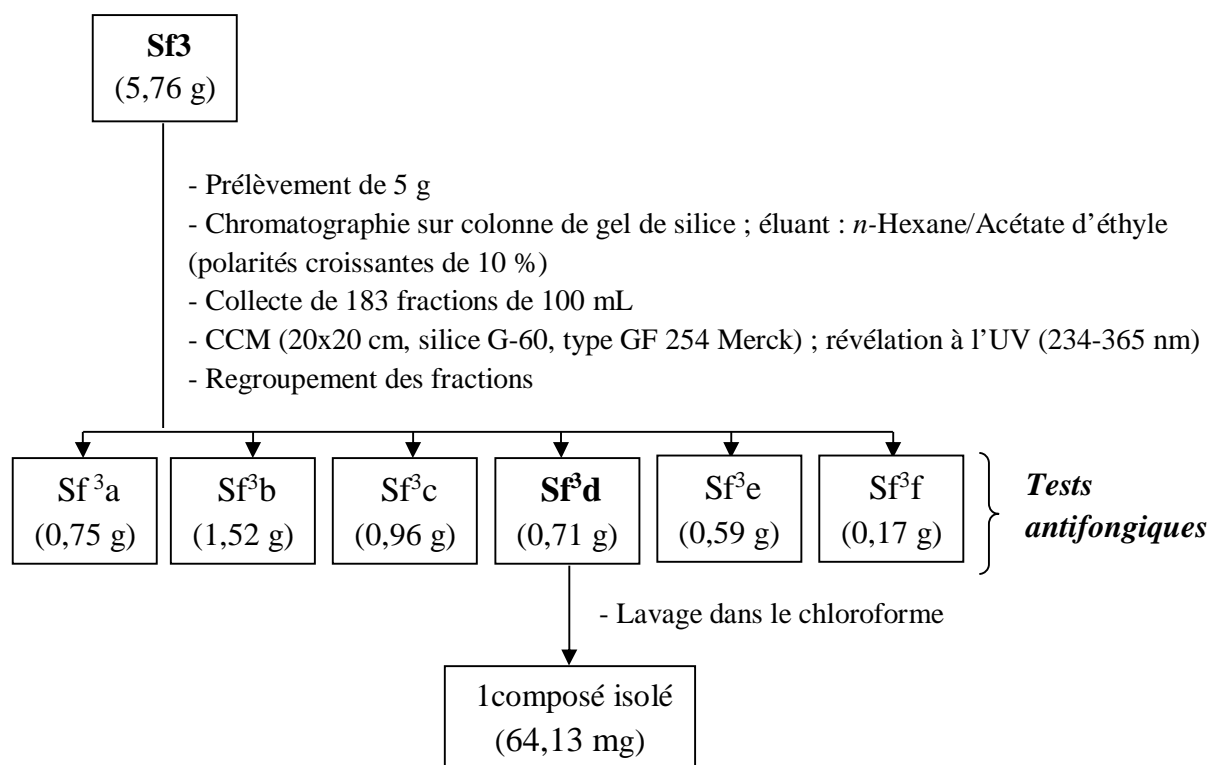 Sf3
(5,76 g)
- Prélèvement de 5 g
- Chromatographie sur colonne de gel de silice ; éluant : n-Hexane/Acétate d’éthyle
(polarités croissantes de 10 %)
- Collecte de 183 fractions de 100 mL
- CCM (20x20 cm, silice G-60, type GF 254 Merck) ; révélation à l’UV (234-365 nm)
- Regroupement des fractions
Sf ³a
(0,75 g)
Sf³b
(1,52 g)
Sf³c
(0,96 g)
Sf³d
(0,71 g)
Sf³e
(0,59 g)
Sf³f
(0,17 g)
Tests
antifongiques
- Lavage dans le chloroforme
1composé isolé
(64,13 mg)